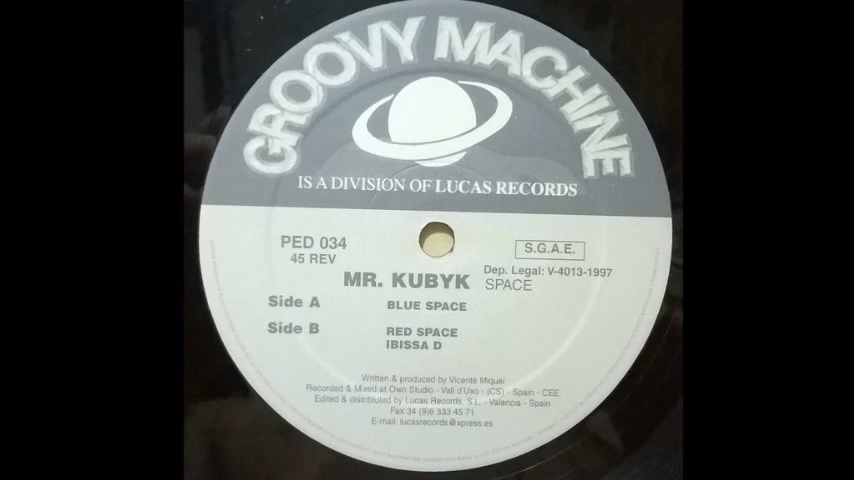 GROOVY MACHINE
IS A DIVISION OF LUCAS RECORDS
PED 034
45 REV
S.G.A.E.
Dep. Legal: V-4013-1997
MR. KUBYK SPACE
Side A BLUE SPACE
Side B RED SPACE
IBISSA D
Written & produced by Vicente Miquel
Recorded & Mixed at Own Studio - Vall d'Uxo - (CS) - Spain - CEE
Edited & distribiuted by Lucas Records, S.L. - Valencia - Spain
Fax 34 (9)6 333 45 71
E-mail: lucasrecords@xpress.es